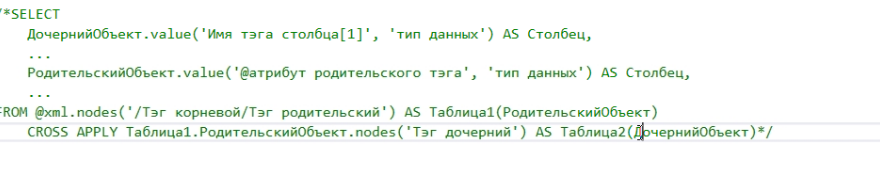 /*SELECT
ДочернийОбъект.value('Имя тэга столбца[1]', 'тип данных') AS Столбец,
...
РодительскийОбъект.value('@атрибут родительского тэга', 'тип данных') AS Столбец,
...
FROM @xml.nodes('/Тэг корневой/Тэг родительский') AS Таблица1(РодительскийОбъект)
CROSS APPLY Таблица1.РодительскийОбъект.nodes('Тэг дочерний') AS Таблица2(ДочернийОбъект)*/